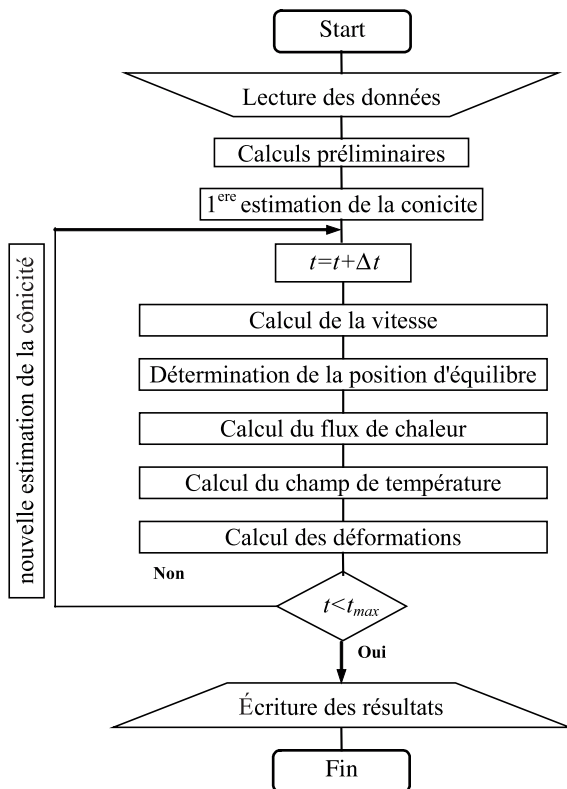 Start
Lecture des données
Calculs préliminaires
1ere estimation de la conicite
t=t+Δt
Calcul de la vitesse
Détermination de la position d'équilibre
Calcul du flux de chaleur
Calcul du champ de température
Calcul des déformations
nouvelle estimation de la cônicité
Non
t<tmax
Oui
Écriture des résultats
Fin